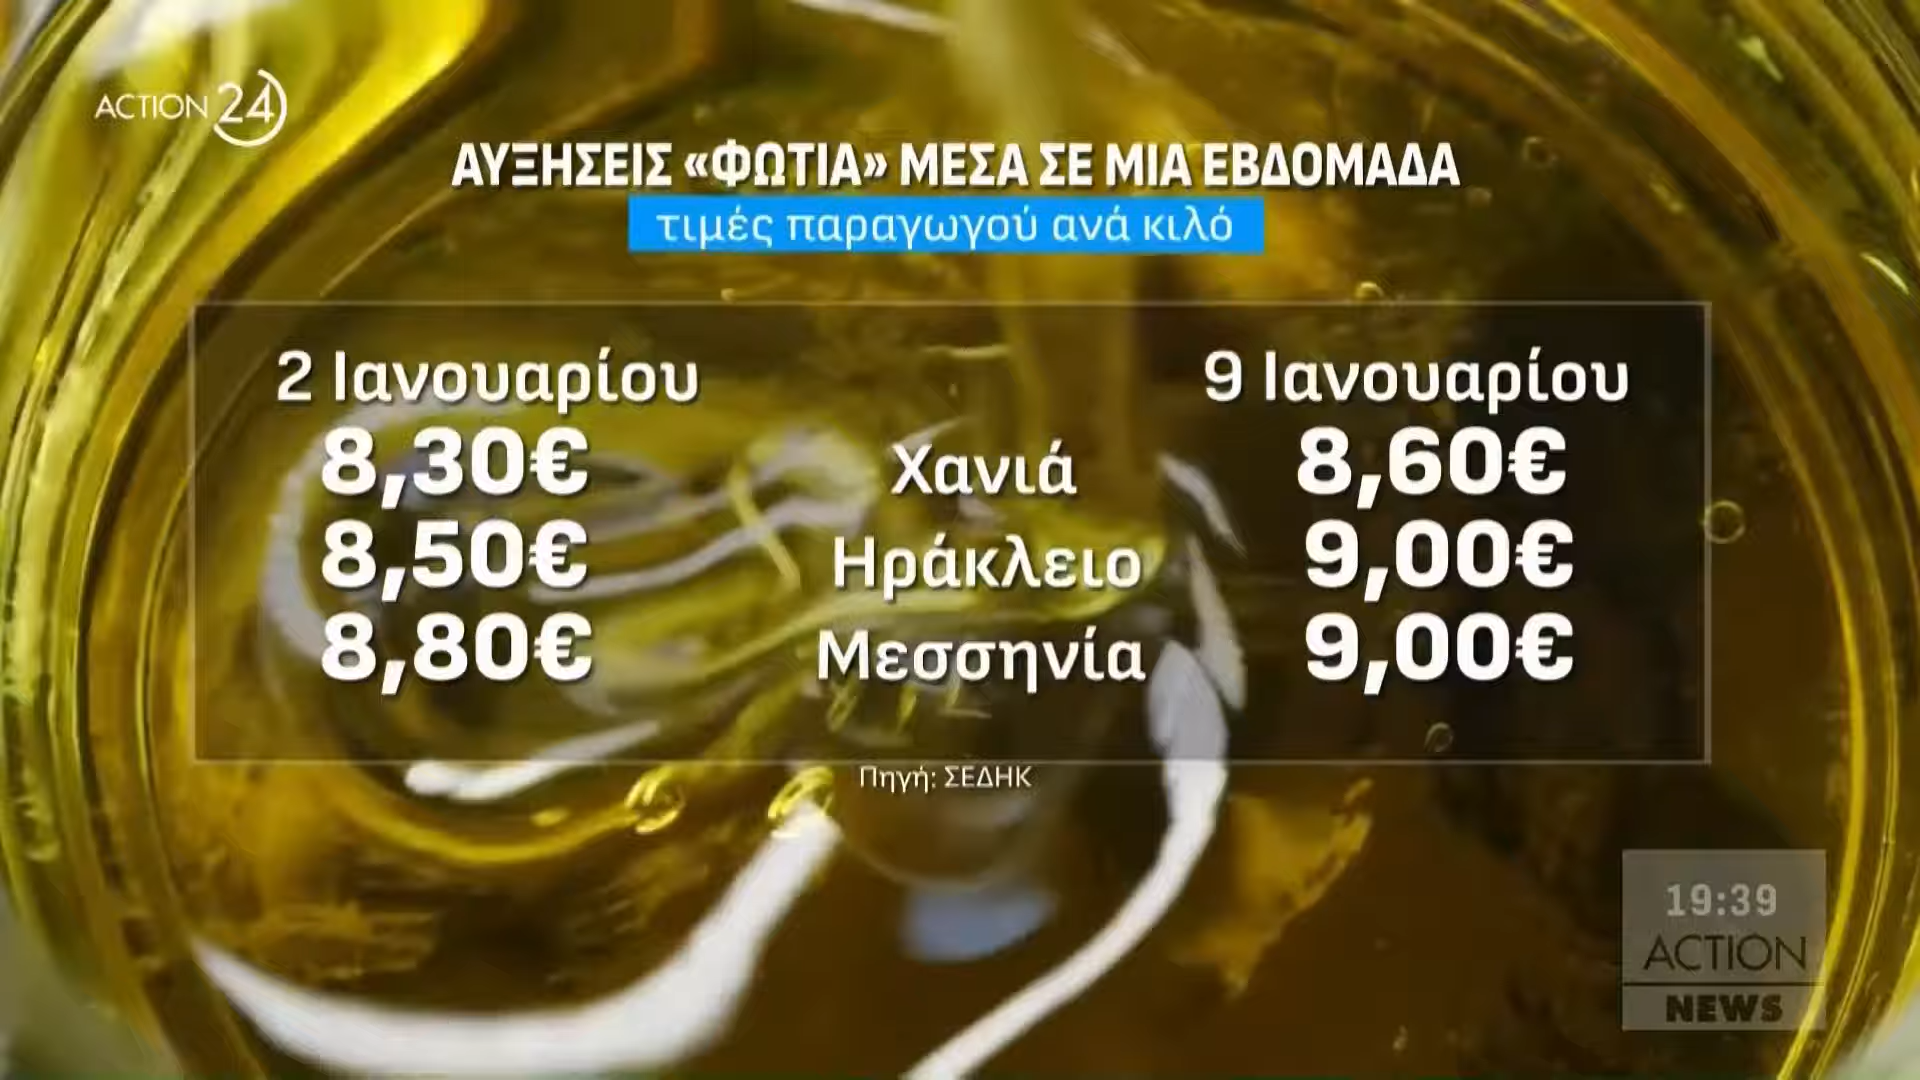 ACTION 24
ΑΥΞΗΣΕΙΣ «ΦΩΤΙΑ» ΜΕΣΑ ΣΕ ΜΙΑ ΕΒΔΟΜΑΔΑ
τιμές παραγωγού ανά κιλό
2 Ιανουαρίου 9 Ιανουαρίου
8,30€ Χανιά 8,60€
8,50€ Ηράκλειο 9,00€
8,80€ Μεσσηνία 9,00€
Πηγή: ΣΕΔΗΚ
19:39
ACTION
NEWS